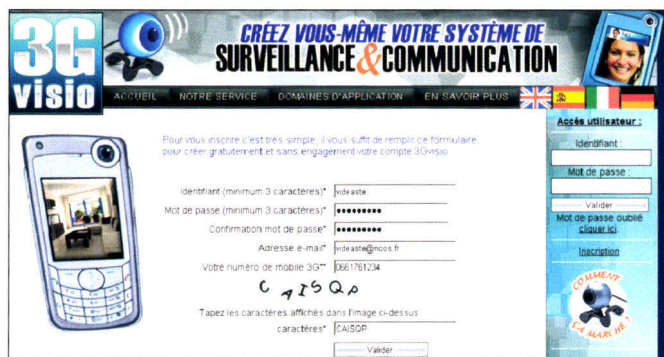 3G
visio
CRÉEZ VOUS-MÊME VOTRE SYSTÈME DE
SURVEILLANCE & COMMUNICATION
ACCUEIL NOTRE SERVICE DOMAINES D'APPLICATION EN SAVOIR PLUS
Pour vous inscrire c'est très simple, il vous suffit de remplir ce formulaire
pour créer gratuitement et sans engagement votre compte 3Gvisio
Identifiant (minimum 3 caractères)* videaste
Mot de passe (minimum 3 caractères)* •••••••••
Confirmation mot de passe* •••••••••
Adresse e-mail* videaste@noos.fr
Votre numéro de mobile 3G** 0661761234
CAISQP
Tapez les caractères affichés dans l'image ci-dessus
caractères* CAISQP
Valider
Accès utilisateur :
Identifiant :
Mot de passe :
Valider
Mot de passe oublié
cliquer ici.
Inscription
COMMENT
ÇA MARCHE ?